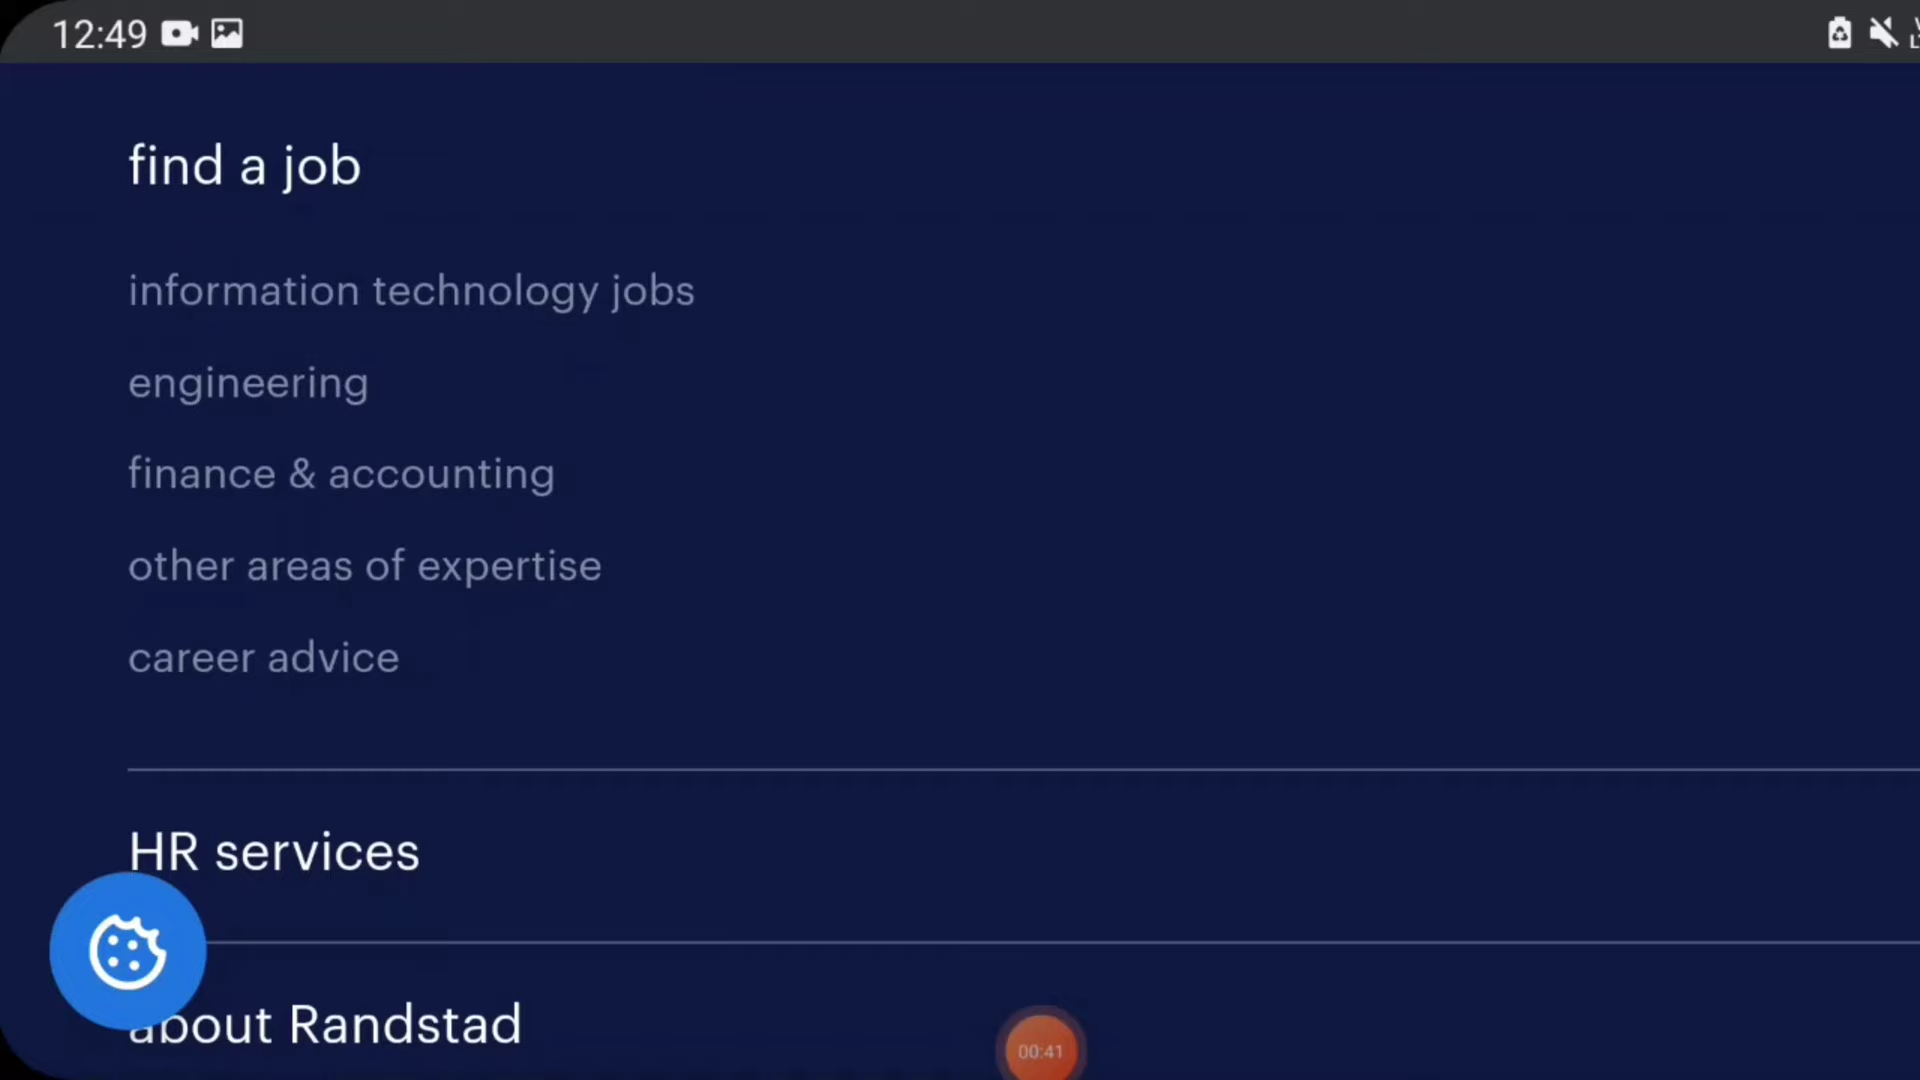 12:49
find a job
information technology jobs
engineering
finance & accounting
other areas of expertise
career advice
HR services
about Randstad
00:41